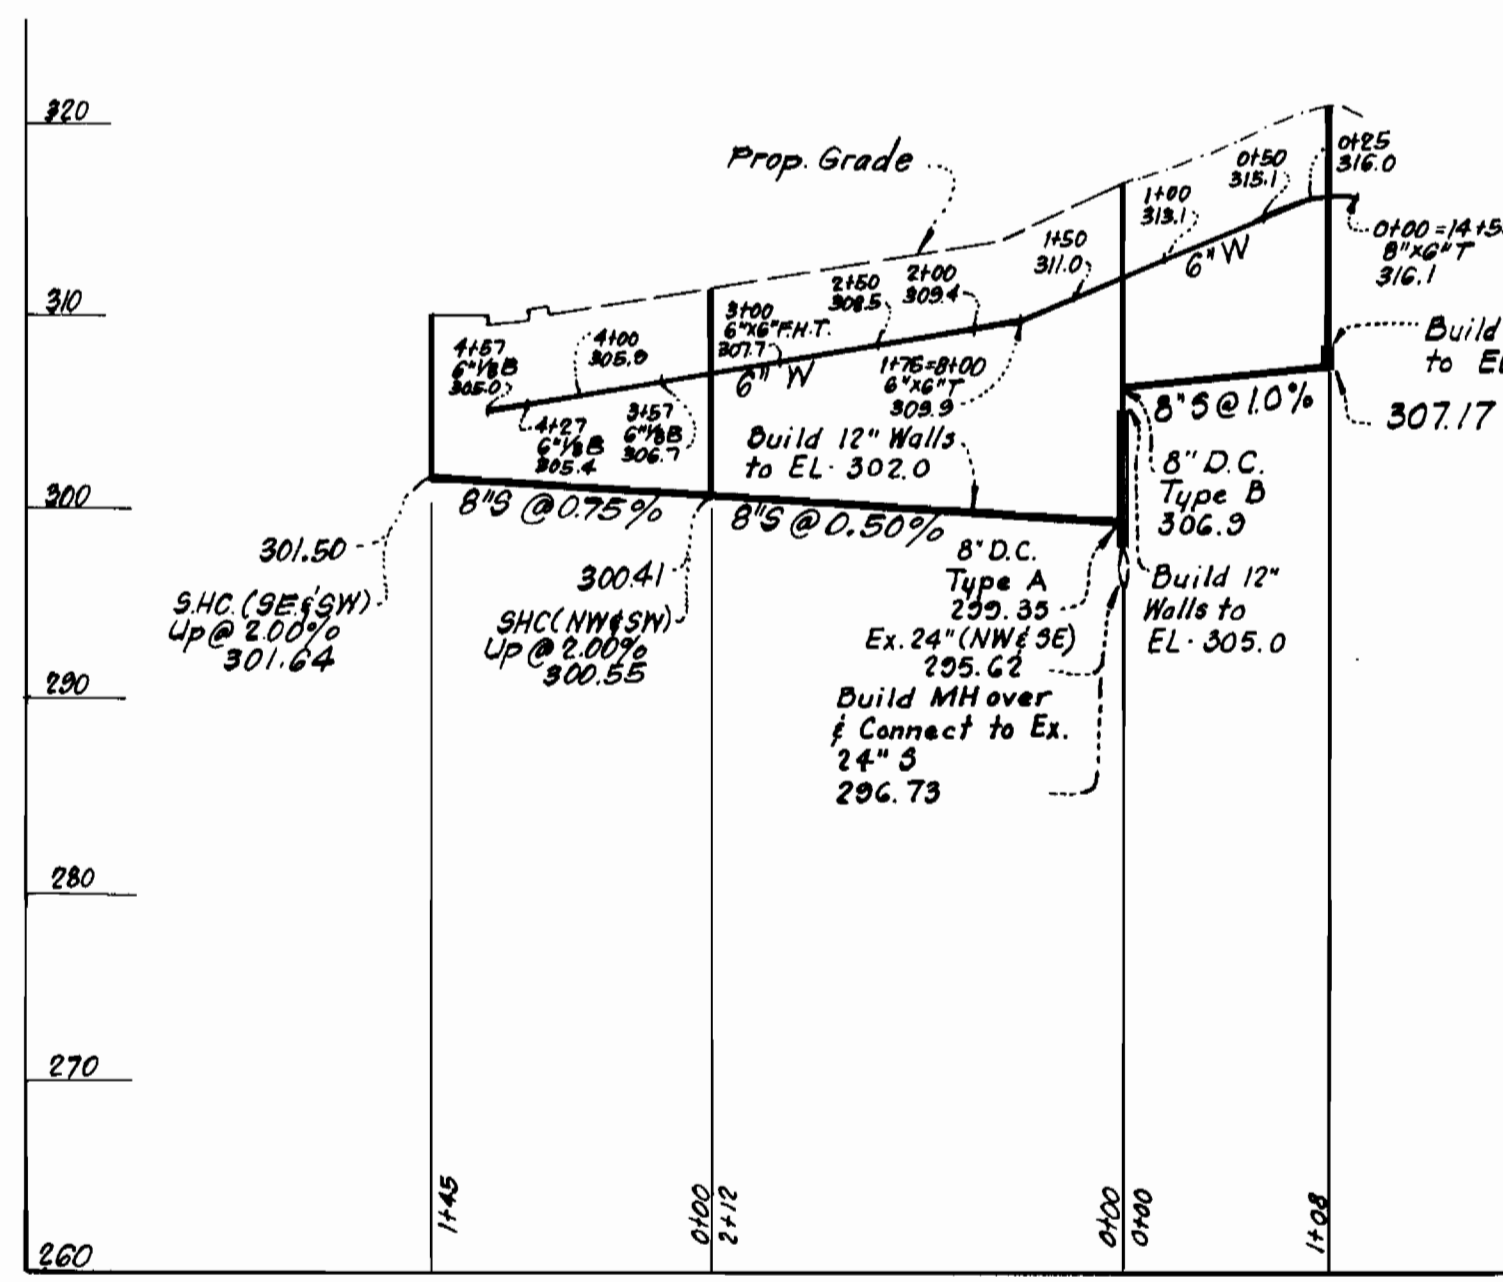 320
310
300
290
280
270
260
Prop. Grade
4+57
6"⅛B
305.0
4+27
6"⅛B
305.4
4+00
305.9
3+57
6"⅛B
306.7
3+00
6"x6"F.H.T.
307.7
6" W
2+50
308.5
2+00
309.4
1+75=8+00
6"x6"T
309.9
1+50
311.0
1+00
313.1
6" W
0+50
315.1
0+25
316.0
0+00=14+5
8"x6"T
316.1
Build
to EL
307.17
8"S @ 1.0%
8" D.C.
Type B
306.9
Build 12"
Walls to
EL. 305.0
Build 12" Walls
to EL. 302.0
8"S @ 0.75%
8"S @ 0.50%
301.50
S.HC. (SE.&SW)
Up @ 2.00%
301.64
300.41
SHC(NW&SW)
Up @ 2.00%
300.55
8" D.C.
Type A
299.35
Ex. 24" (NW & SE)
295.62
Build MH over
& Connect to Ex.
24" S
296.73
1+45
0+00
2+12
0+00
0+00
1+08